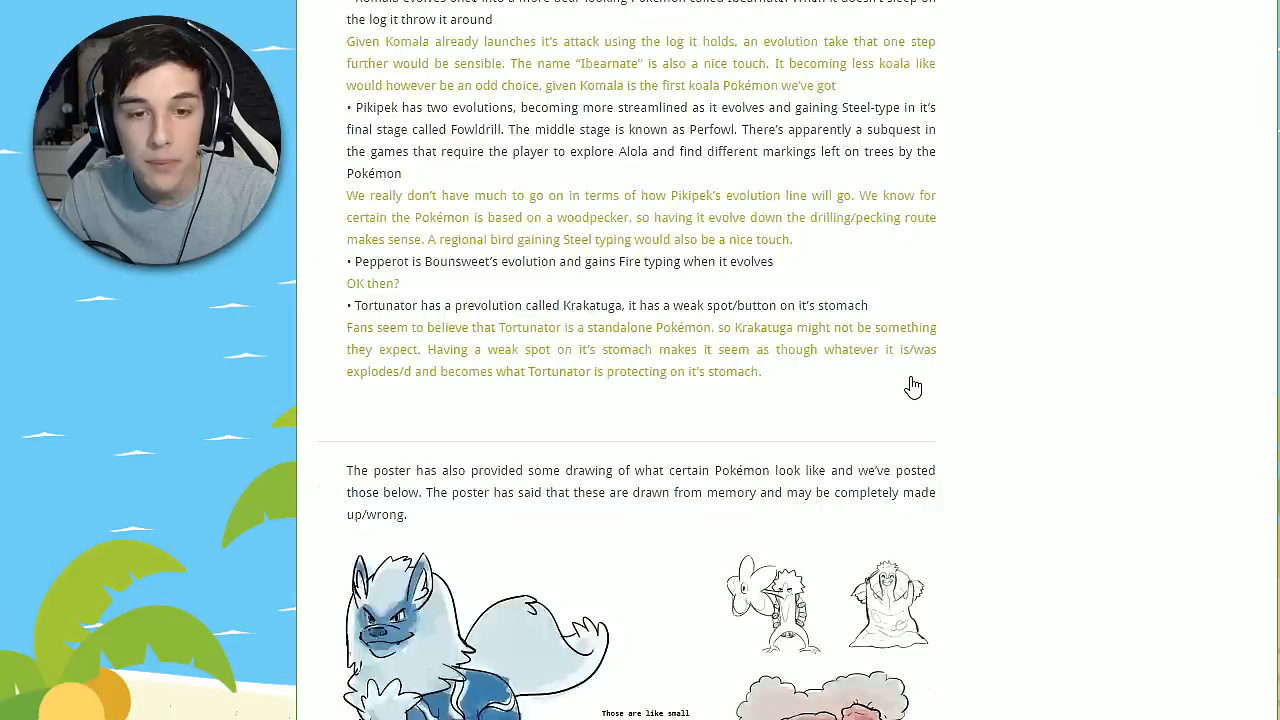 the log it throw it around
Given Komala already launches it's attack using the log it holds, an evolution take that one step
further would be sensible. The name “Ibearnate” is also a nice touch. It becoming less koala like
would however be an odd choice, given Komala is the first koala Pokémon we've got
• Pikipek has two evolutions, becoming more streamlined as it evolves and gaining Steel-type in it's
final stage called Fowldrill. The middle stage is known as Perfowl. There's apparently a subquest in
the games that require the player to explore Alola and find different markings left on trees by the
Pokémon
We really don't have much to go on in terms of how Pikipek's evolution line will go. We know for
certain the Pokémon is based on a woodpecker, so having it evolve down the drilling/pecking route
makes sense. A regional bird gaining Steel typing would also be a nice touch.
• Pepperot is Bounsweet's evolution and gains Fire typing when it evolves
OK then?
• Tortunator has a prevolution called Krakatuga, it has a weak spot/button on it's stomach
Fans seem to believe that Tortunator is a standalone Pokémon, so Krakatuga might not be something
they expect. Having a weak spot on it's stomach makes it seem as though whatever it is/was
explodes/d and becomes what Tortunator is protecting on it's stomach.
The poster has also provided some drawing of what certain Pokémon look like and we've posted
those below. The poster has said that these are drawn from memory and may be completely made
up/wrong.
Those are like small